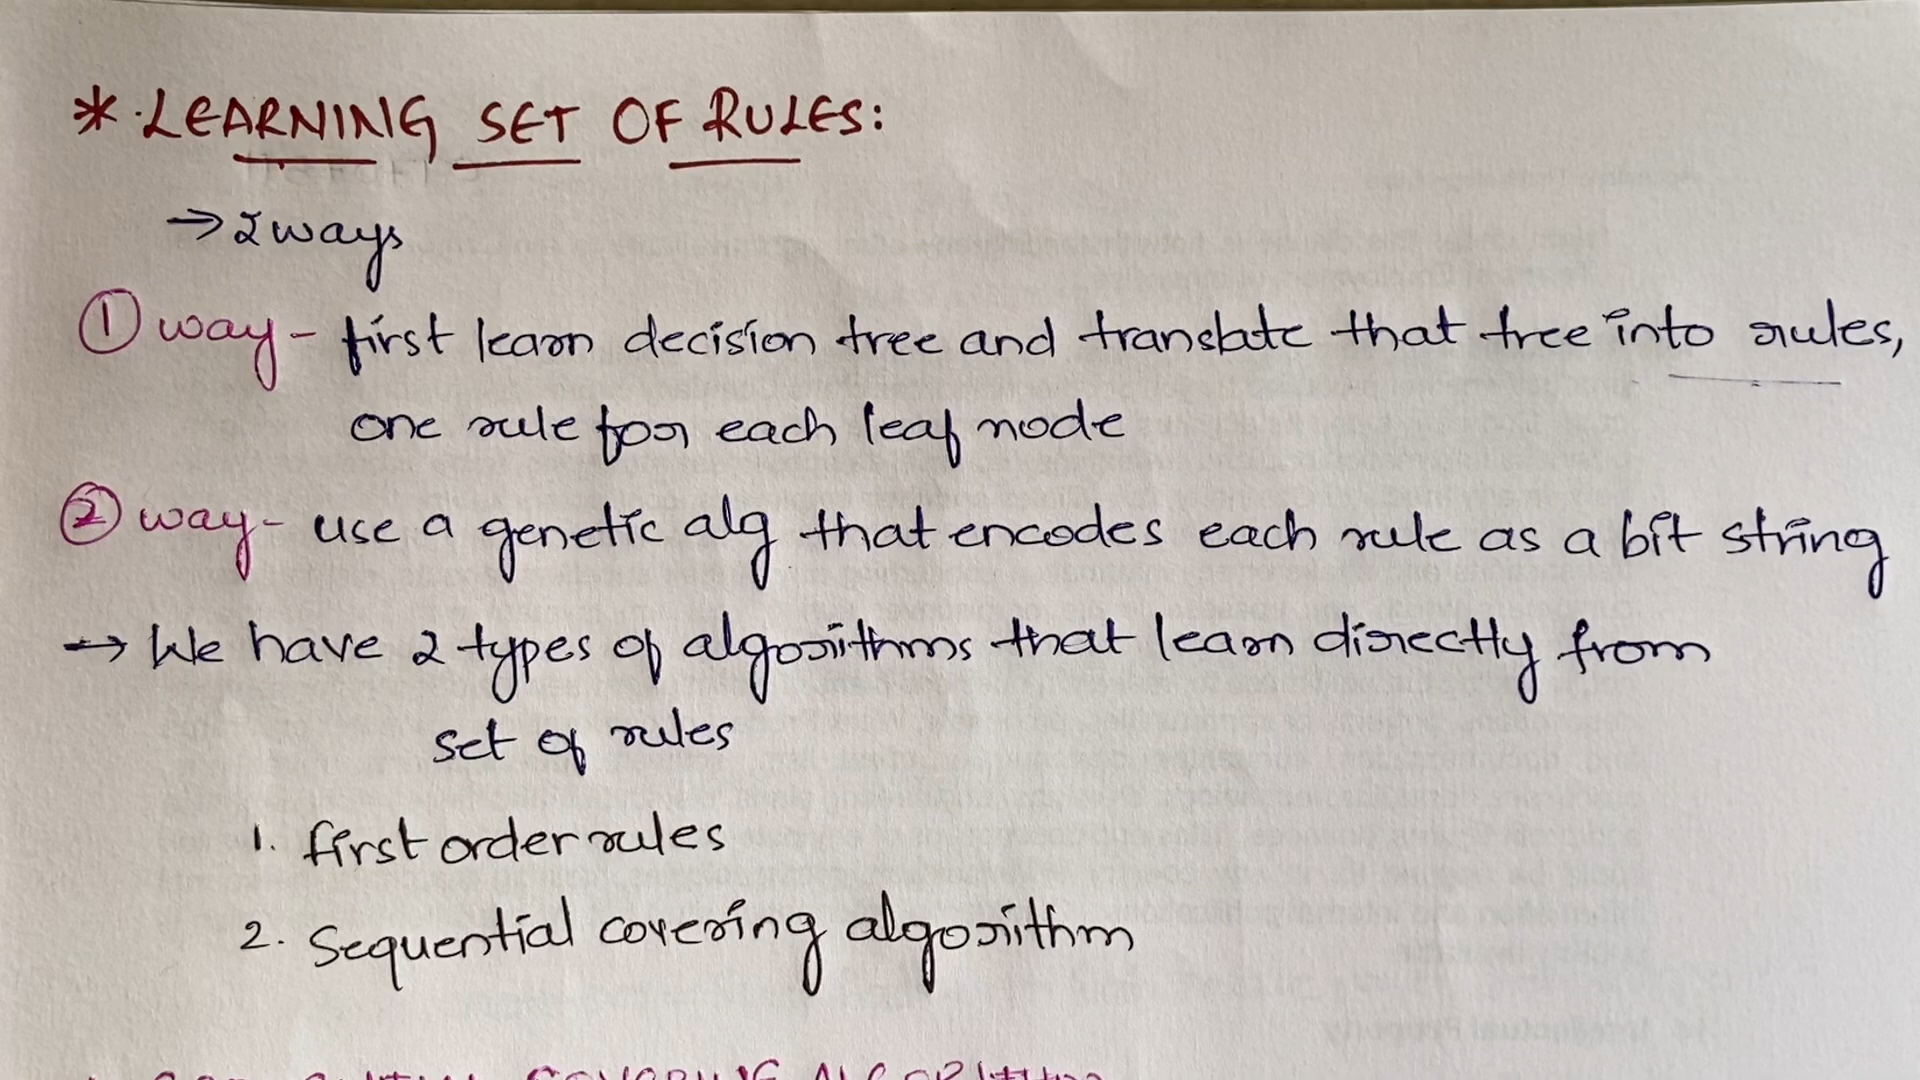 * LEARNING SET OF RULES:
→ 2 ways
① way - first learn decision tree and translate that tree into rules,
one rule for each leaf node
② way - use a genetic alg that encodes each rule as a bit string
→ We have 2 types of algorithms that learn directly from
set of rules
1. first order rules
2. Sequential covering algorithm
COVERING ALGORITHM